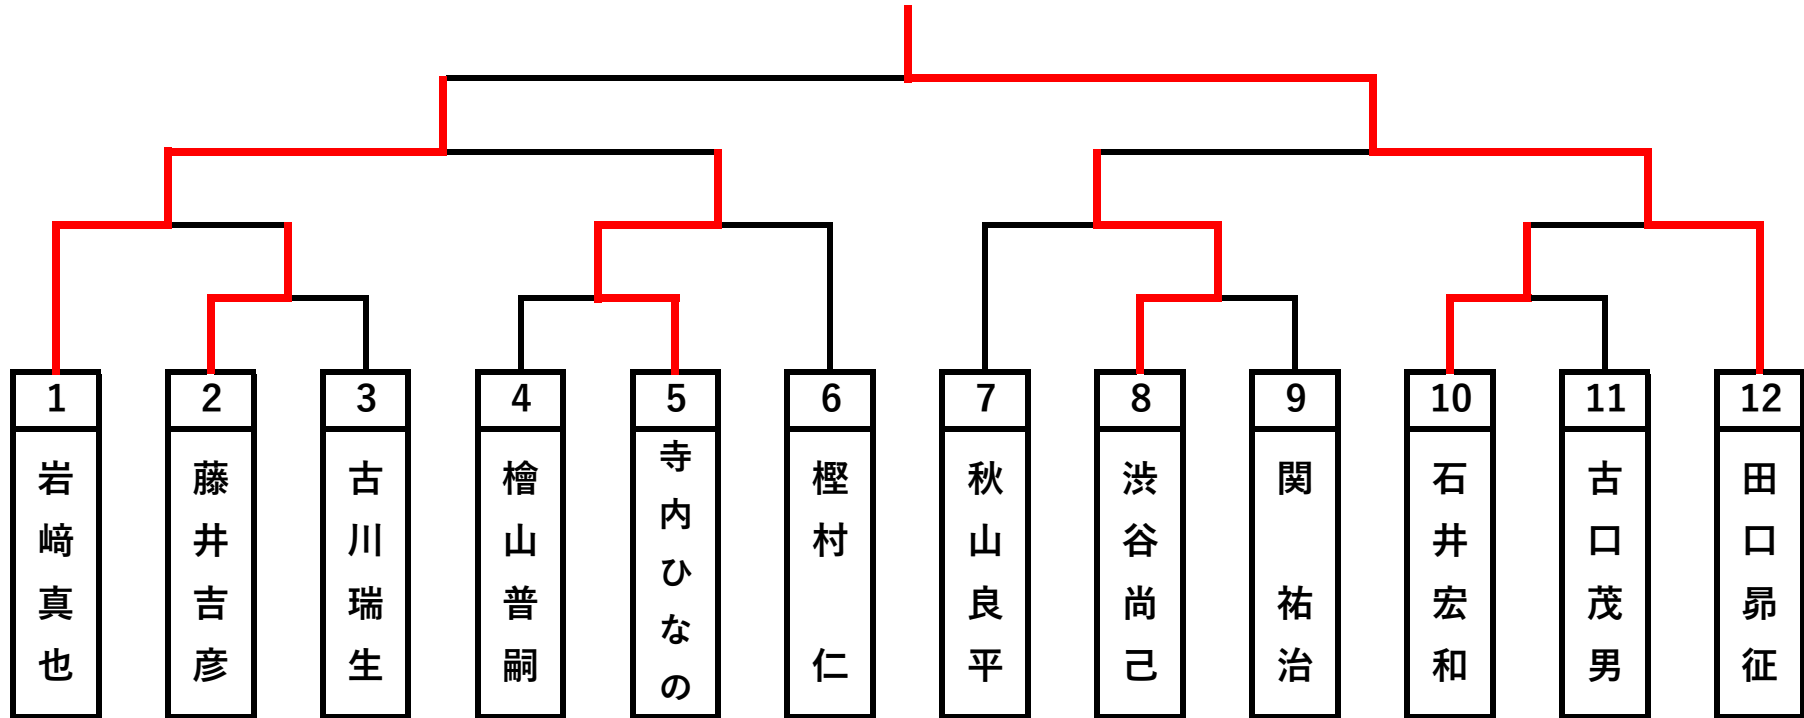 1
岩﨑真也
2
藤井吉彦
3
古川瑞生
4
檜山普嗣
5
寺内ひなの
6
樫村 仁
7
秋山良平
8
渋谷尚己
9
関 祐治
10
石井宏和
11
古口茂男
12
田口昴征